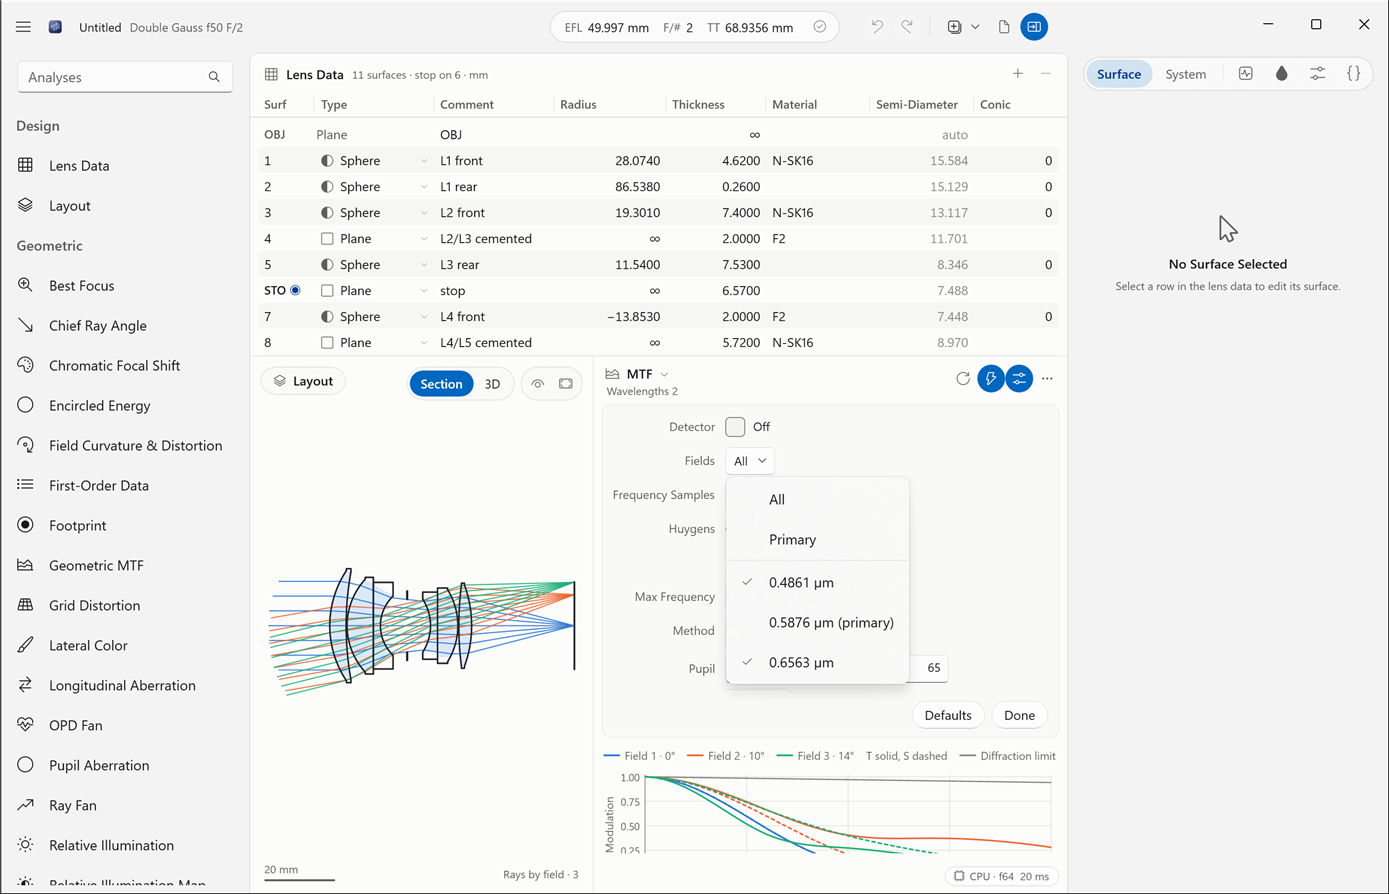 Untitled Double Gauss f50 F/2
EFL 49.997 mm F/# 2 TT 68.9356 mm
Analyses
Design
Lens Data
Layout
Geometric
Best Focus
Chief Ray Angle
Chromatic Focal Shift
Encircled Energy
Field Curvature & Distortion
First-Order Data
Footprint
Geometric MTF
Grid Distortion
Lateral Color
Longitudinal Aberration
OPD Fan
Pupil Aberration
Ray Fan
Relative Illumination
Relative Illumination Map
Lens Data 11 surfaces · stop on 6 · mm
Surf Type Comment Radius Thickness Material Semi-Diameter Conic
OBJ Plane OBJ ∞ auto
1 Sphere L1 front 28.0740 4.6200 N-SK16 15.584 0
2 Sphere L1 rear 86.5380 0.2600 15.129 0
3 Sphere L2 front 19.3010 7.4000 N-SK16 13.117 0
4 Plane L2/L3 cemented ∞ 2.0000 F2 11.701
5 Sphere L3 rear 11.5400 7.5300 8.346 0
STO Plane stop ∞ 6.5700 7.488
7 Sphere L4 front −13.8530 2.0000 F2 7.448 0
8 Plane L4/L5 cemented ∞ 5.7200 N-SK16 8.970
Layout
Section 3D
20 mm
Rays by field · 3
MTF
Wavelengths 2
Detector Off
Fields All
Frequency Samples
Huygens
Max Frequency
Method
Pupil 65
All
Primary
0.4861 µm
0.5876 µm (primary)
0.6563 µm
Defaults Done
Field 1 · 0° Field 2 · 10° Field 3 · 14° T solid, S dashed Diffraction limit
Modulation
1.00
0.75
0.50
0.25
CPU · f64 20 ms
Surface System
No Surface Selected
Select a row in the lens data to edit its surface.